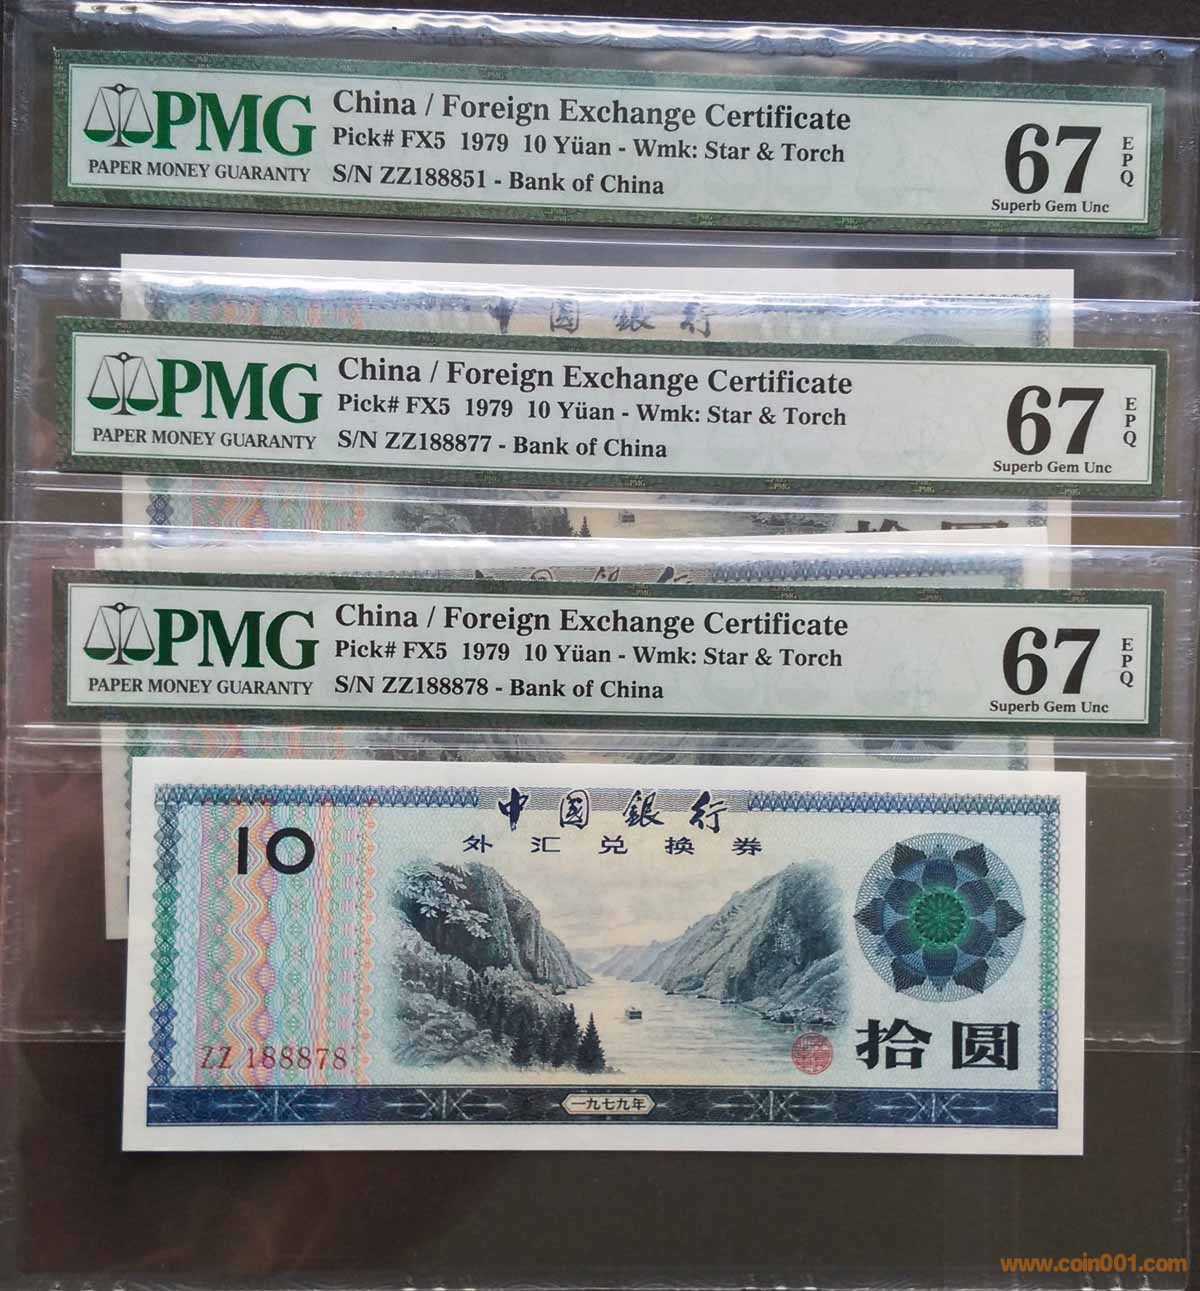 PMG
PAPER MONEY GUARANTY
China / Foreign Exchange Certificate
Pick# FX5 1979 10 Yüan - Wmk: Star & Torch
S/N ZZ188851 - Bank of China
67
EPQ
Superb Gem Unc
中国銀行
PMG
PAPER MONEY GUARANTY
China / Foreign Exchange Certificate
Pick# FX5 1979 10 Yüan - Wmk: Star & Torch
S/N ZZ188877 - Bank of China
67
EPQ
Superb Gem Unc
PMG
PAPER MONEY GUARANTY
China / Foreign Exchange Certificate
Pick# FX5 1979 10 Yüan - Wmk: Star & Torch
S/N ZZ188878 - Bank of China
67
EPQ
Superb Gem Unc
中国銀行
外汇兑换券
10
ZZ 188878
拾圆
一九七九年
www.coin001.com